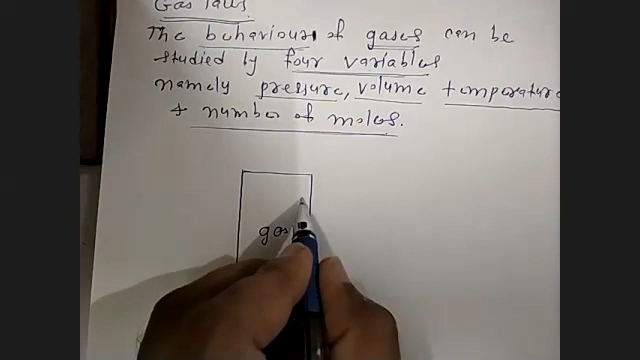 Gas laws
The behaviour of gases can be
studied by four variables
namely pressure, volume temperature
+ number of moles.
gas